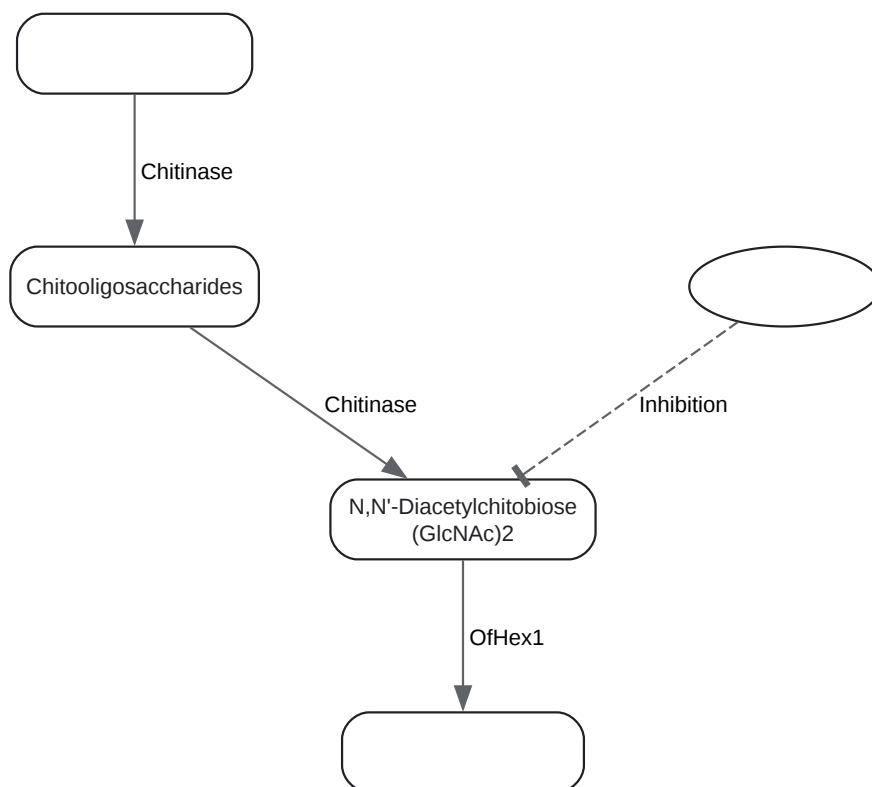 Chitinase
Chitooligosaccharides
Chitinase
Inhibition
N,N'-Diacetylchitobiose
(GlcNAc)2
OfHex1